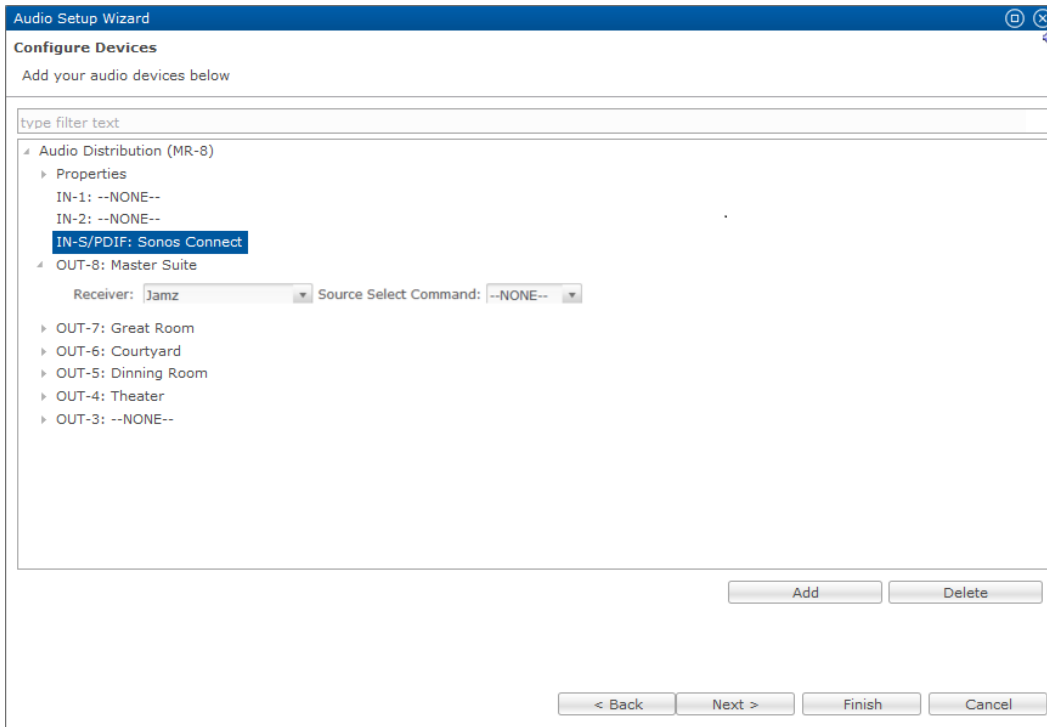 Audio Setup Wizard
Configure Devices
Add your audio devices below
type filter text
Audio Distribution (MR-8)
Properties
IN-1: --NONE--
IN-2: --NONE--
IN-S/PDIF: Sonos Connect
OUT-8: Master Suite
Receiver: Jamz Source Select Command: --NONE--
OUT-7: Great Room
OUT-6: Courtyard
OUT-5: Dinning Room
OUT-4: Theater
OUT-3: --NONE--
Add Delete
< Back Next > Finish Cancel